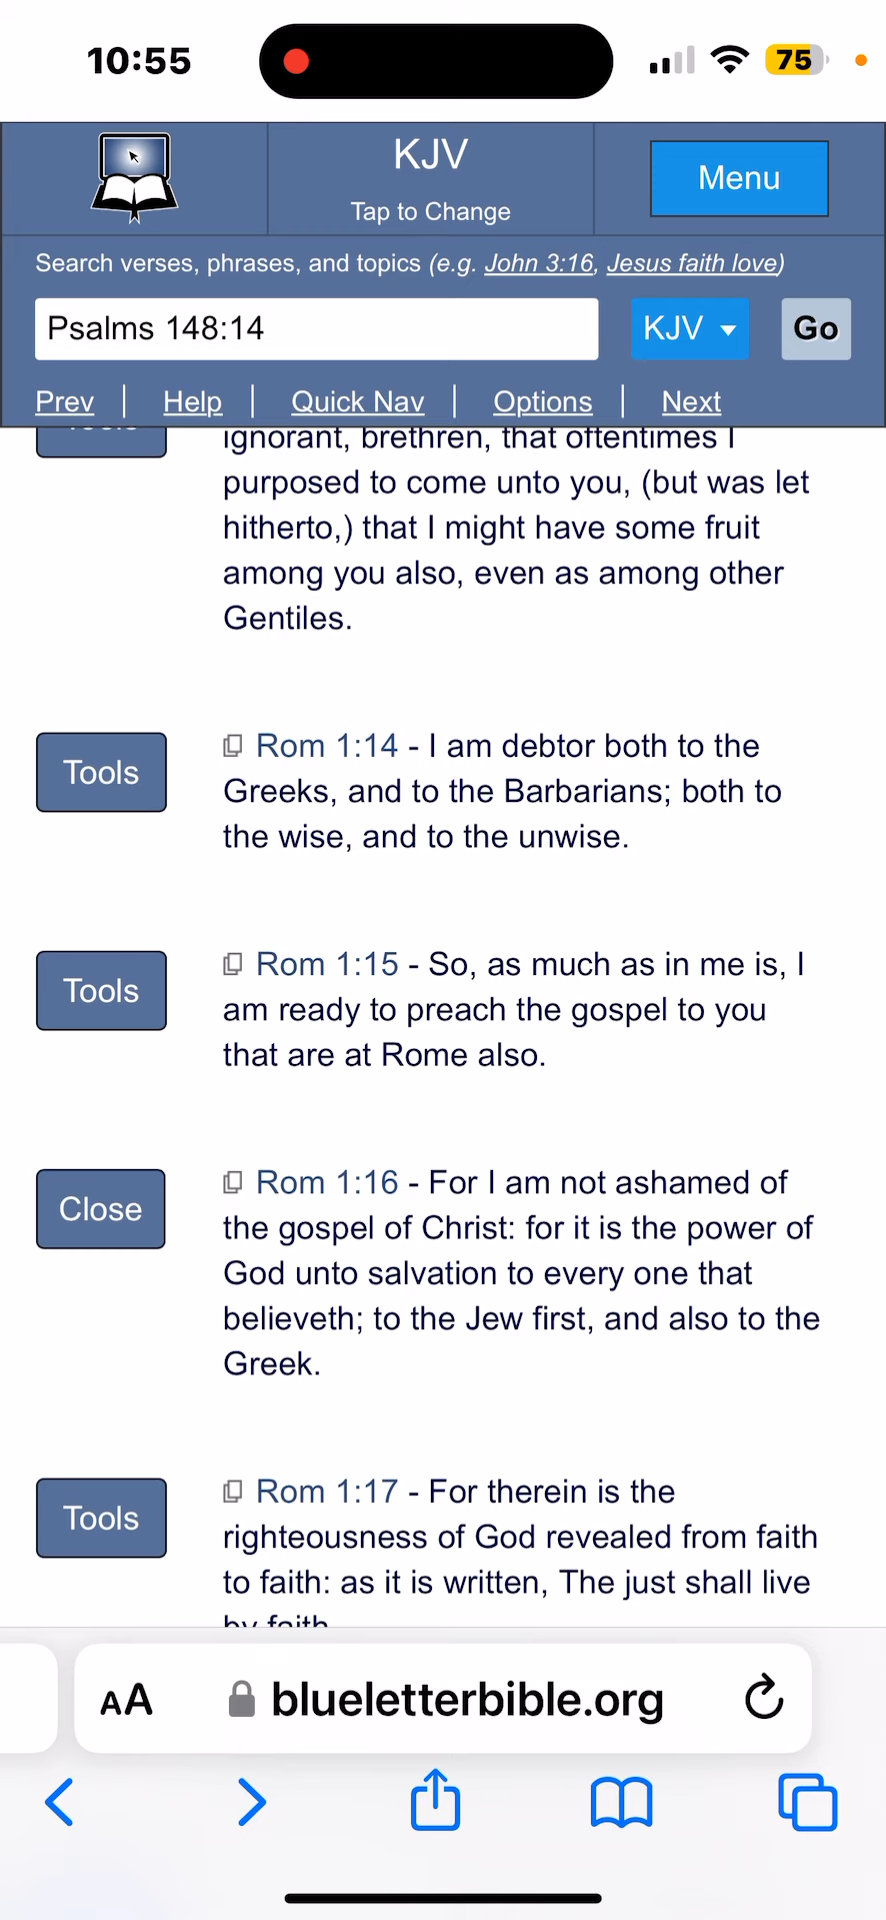 10:55
75
KJV
Tap to Change
Menu
Search verses, phrases, and topics (e.g. John 3:16, Jesus faith love)
Psalms 148:14
KJV
Go
Prev | Help | Quick Nav | Options | Next
Tools
ignorant, brethren, that oftentimes I
purposed to come unto you, (but was let
hitherto,) that I might have some fruit
among you also, even as among other
Gentiles.
Tools
Rom 1:14 - I am debtor both to the
Greeks, and to the Barbarians; both to
the wise, and to the unwise.
Tools
Rom 1:15 - So, as much as in me is, I
am ready to preach the gospel to you
that are at Rome also.
Close
Rom 1:16 - For I am not ashamed of
the gospel of Christ: for it is the power of
God unto salvation to every one that
believeth; to the Jew first, and also to the
Greek.
Tools
Rom 1:17 - For therein is the
righteousness of God revealed from faith
to faith: as it is written, The just shall live
by faith
AA
blueletterbible.org